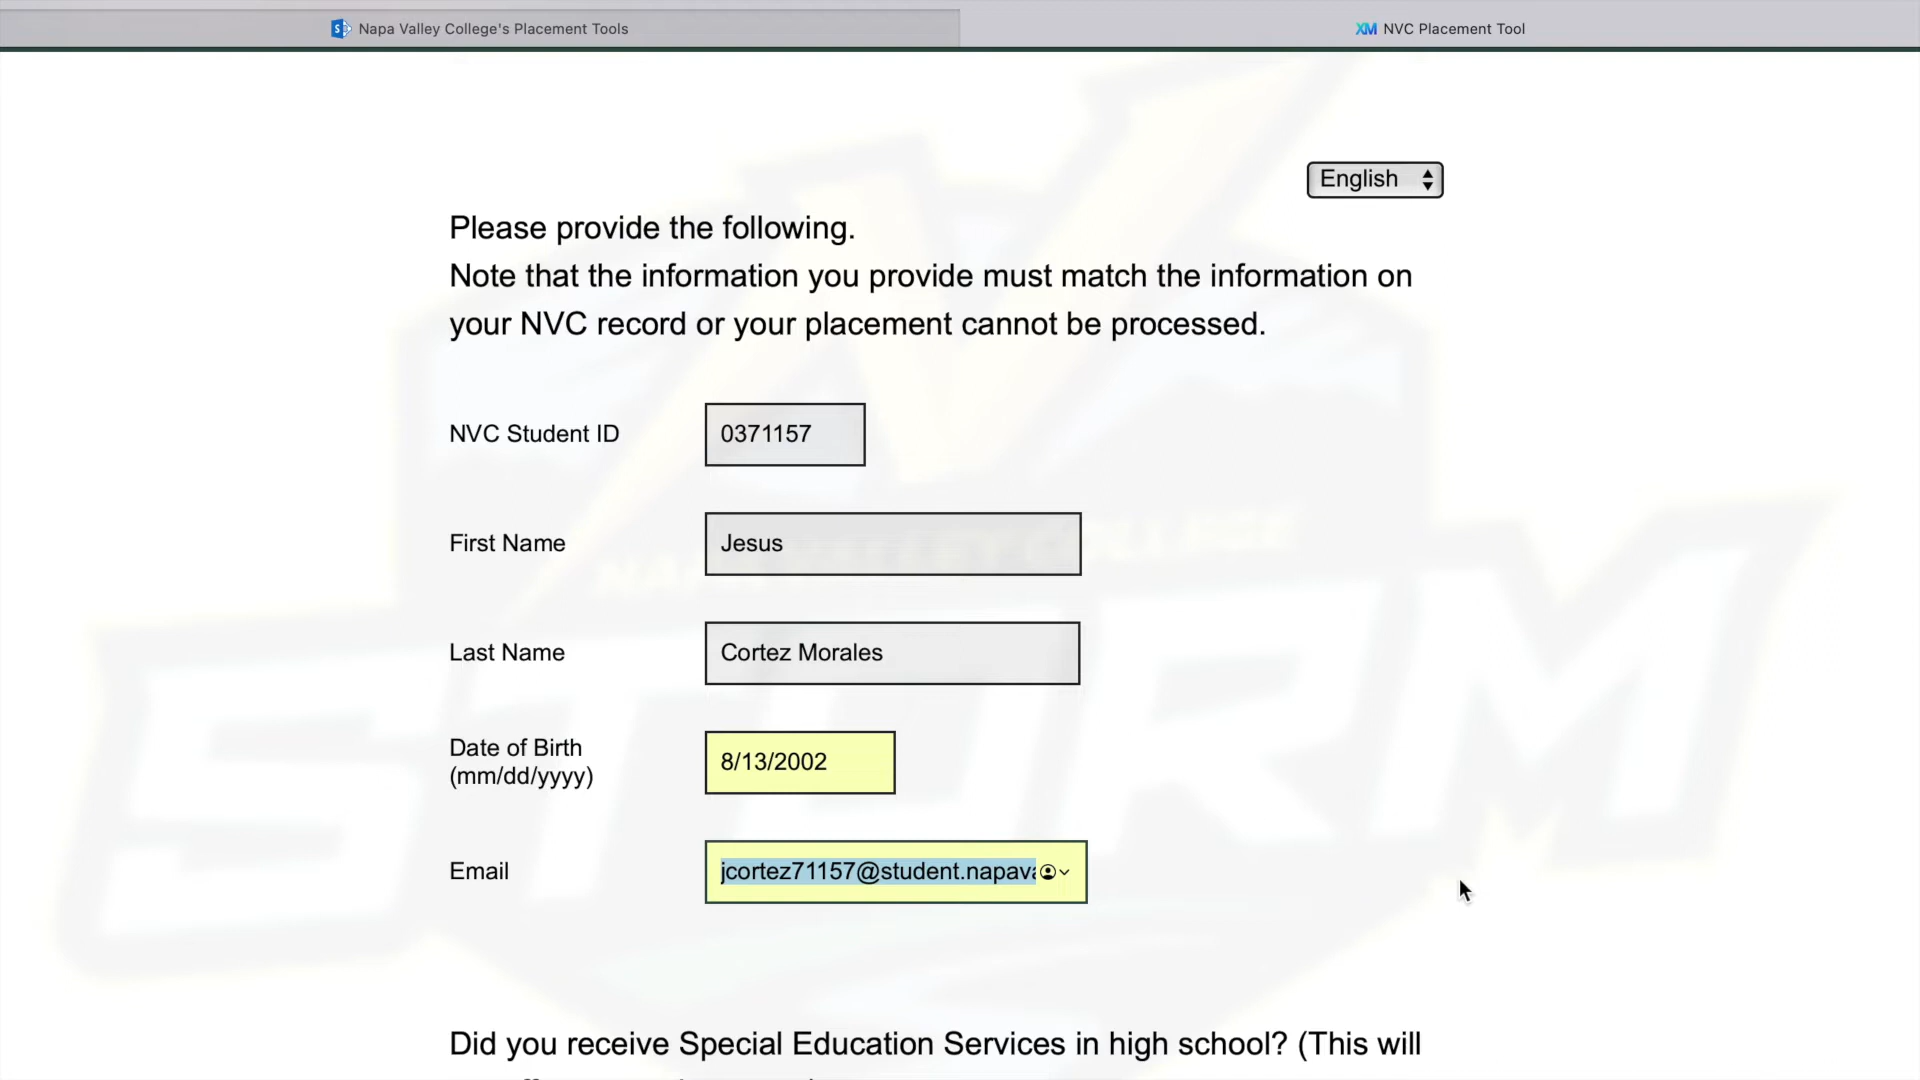 Napa Valley College's Placement Tools
NVC Placement Tool
English
Please provide the following.
Note that the information you provide must match the information on
your NVC record or your placement cannot be processed.
NVC Student ID
0371157
First Name
Jesus
Last Name
Cortez Morales
Date of Birth
(mm/dd/yyyy)
8/13/2002
Email
jcortez71157@student.napava
Did you receive Special Education Services in high school? (This will
STORM